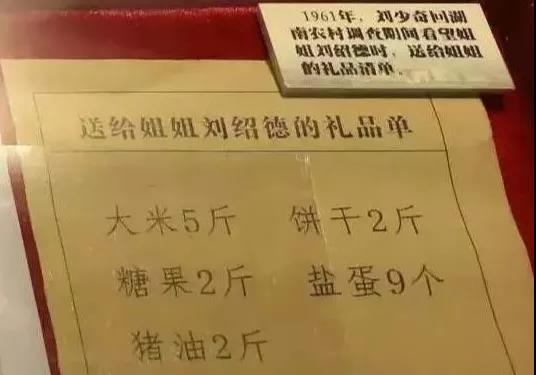 1961年，刘少奇回湖
南农村调查期间看望姐
姐刘绍德时，送给姐姐
的礼品清单。
送给姐姐刘绍德的礼品单
大米5斤 饼干2斤
糖果2斤 盐蛋9个
猪油2斤